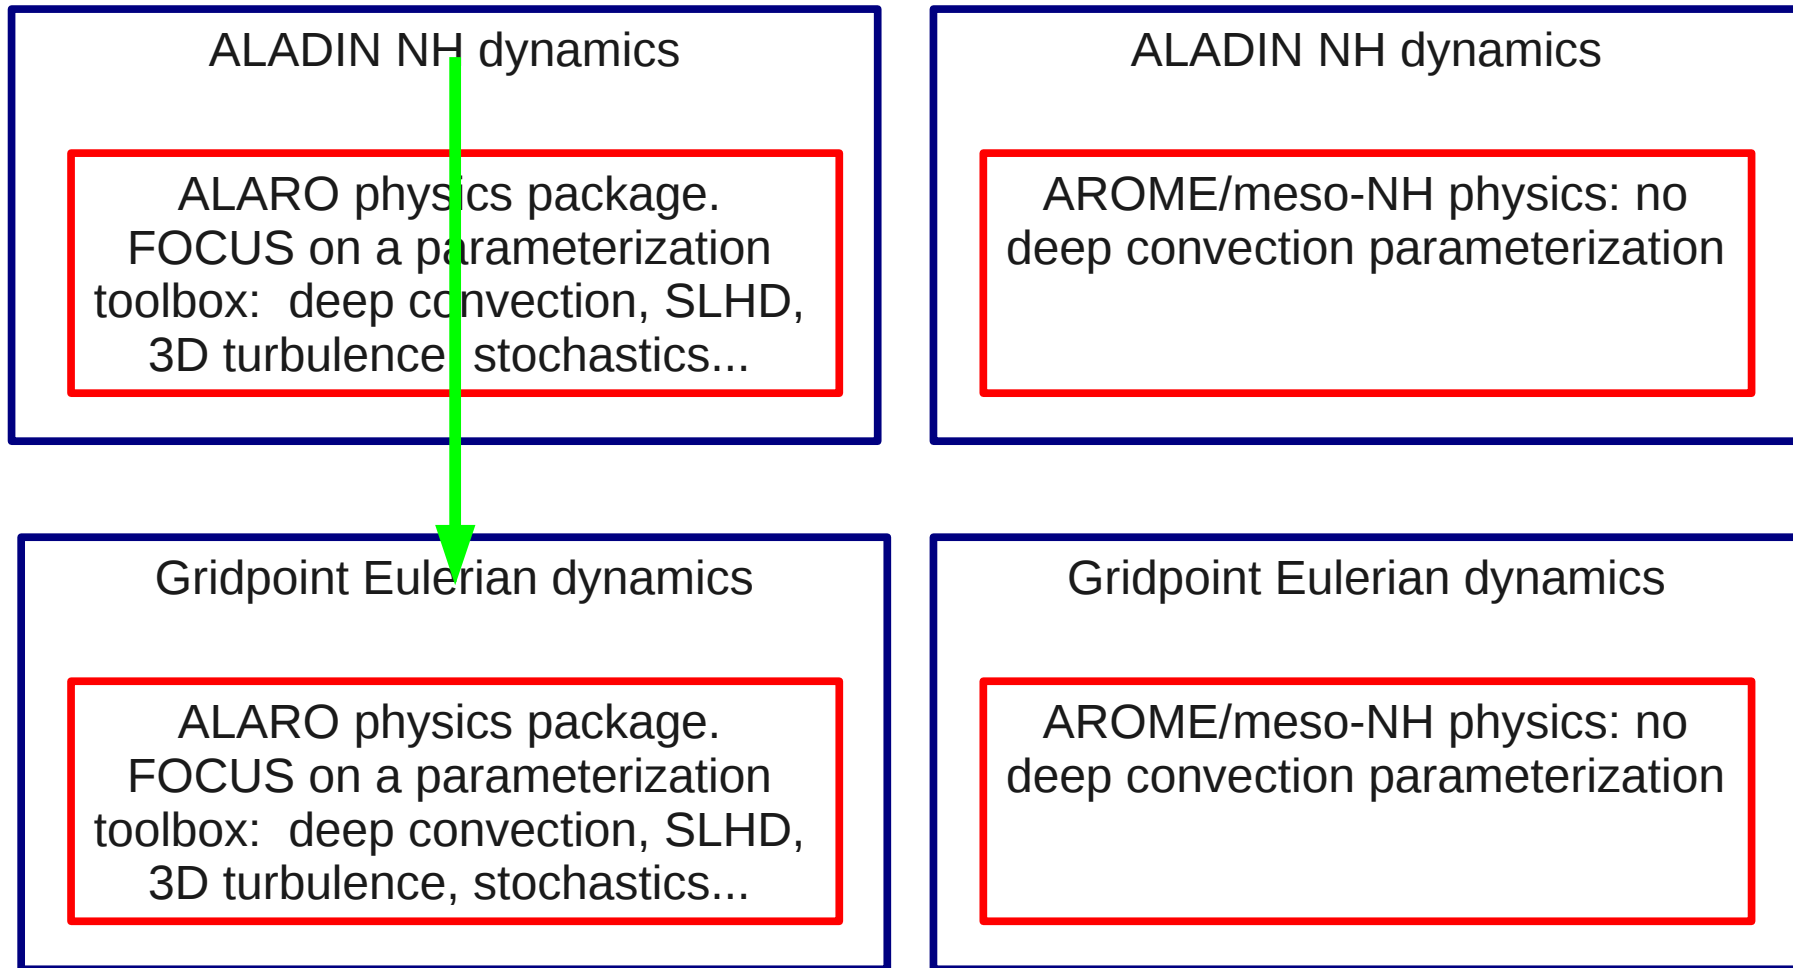 ALADIN NH dynamics
ALARO physics package.
FOCUS on a parameterization
toolbox:  deep convection, SLHD,
3D turbulence, stochastics...
ALADIN NH dynamics
AROME/meso-NH physics: no
deep convection parameterization
Gridpoint Eulerian dynamics
ALARO physics package.
FOCUS on a parameterization
toolbox:  deep convection, SLHD,
3D turbulence, stochastics...
Gridpoint Eulerian dynamics
AROME/meso-NH physics: no
deep convection parameterization